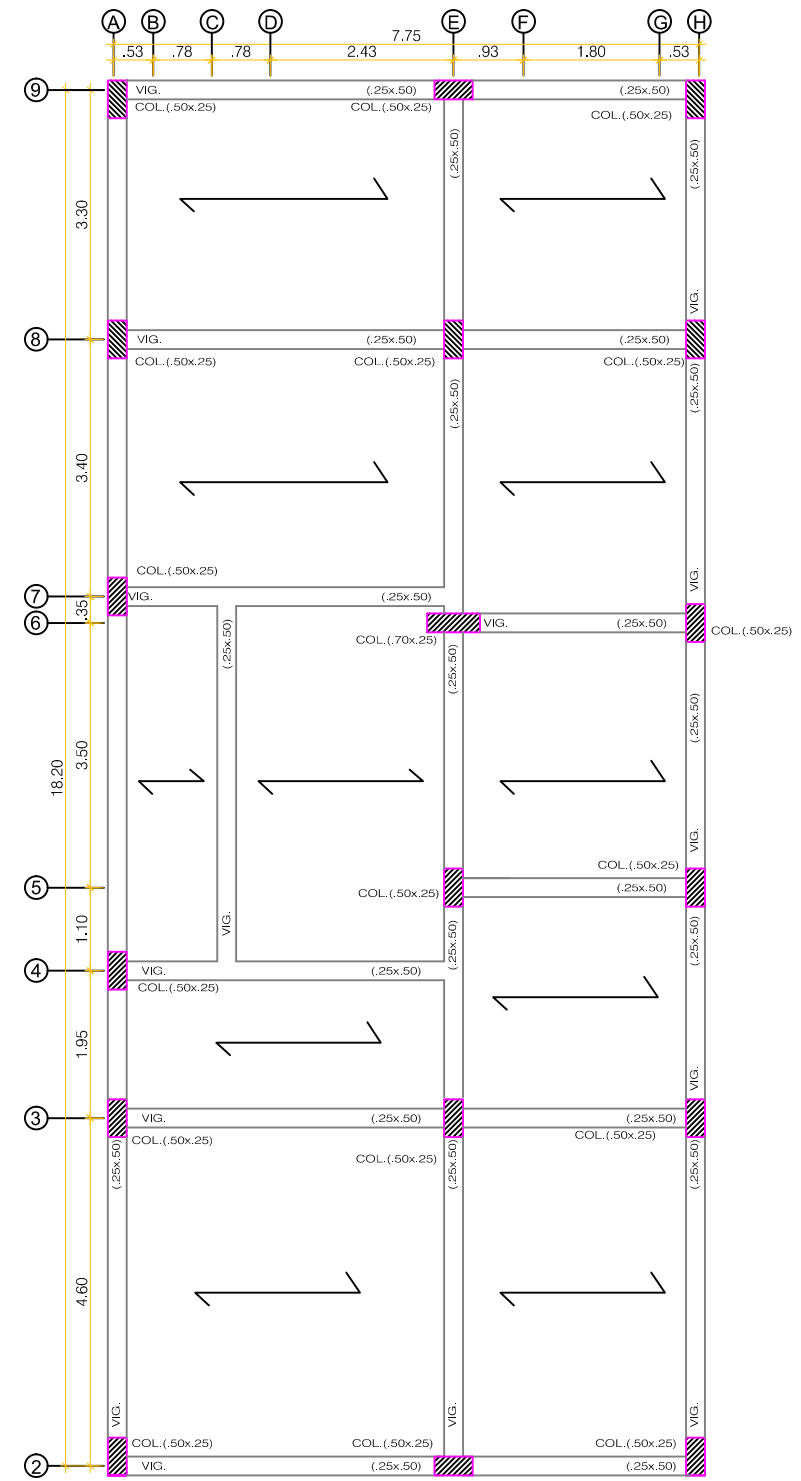 A B C D E F G H
7.75
.53 .78 .78 2.43 .93 1.80 .53
9 VIG. (.25x.50)
COL.(.50x.25) COL.(.50x.25) COL.(.50x.25)
(.25x.50) (.25x.50)
3.30
VIG.
8 VIG. (.25x.50) (.25x.50)
COL.(.50x.25) COL.(.50x.25) COL.(.50x.25)
(.25x.50) (.25x.50)
3.40
COL.(.50x.25) VIG.
7 VIG. (.25x.50)
.35
6 VIG. (.25x.50)
COL.(.50x.25)
(.25x.50) COL.(.70x.25)
(.25x.50) (.25x.50)
18.20 3.50
VIG.
COL.(.50x.25)
5 COL.(.50x.25) (.25x.50)
1.10 VIG. (.25x.50) (.25x.50)
4 VIG. (.25x.50)
COL.(.50x.25)
1.95
VIG.
3 VIG. (.25x.50) (.25x.50)
COL.(.50x.25) COL.(.50x.25)
COL.(.50x.25)
(.25x.50) (.25x.50) (.25x.50)
4.60
VIG. VIG. VIG.
COL.(.50x.25) COL.(.50x.25) COL.(.50x.25)
2 VIG. (.25x.50) (.25x.50)